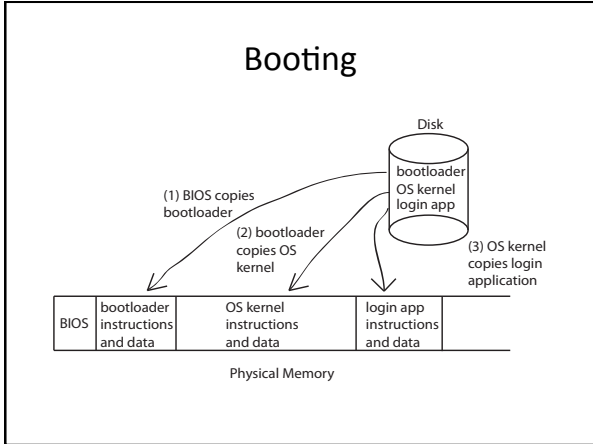 Booting
Disk
bootloader
OS kernel
login app
(1) BIOS copies
bootloader
(2) bootloader
copies OS
kernel
(3) OS kernel
copies login
application
BIOS
bootloader
instructions
and data
OS kernel
instructions
and data
login app
instructions
and data
Physical Memory